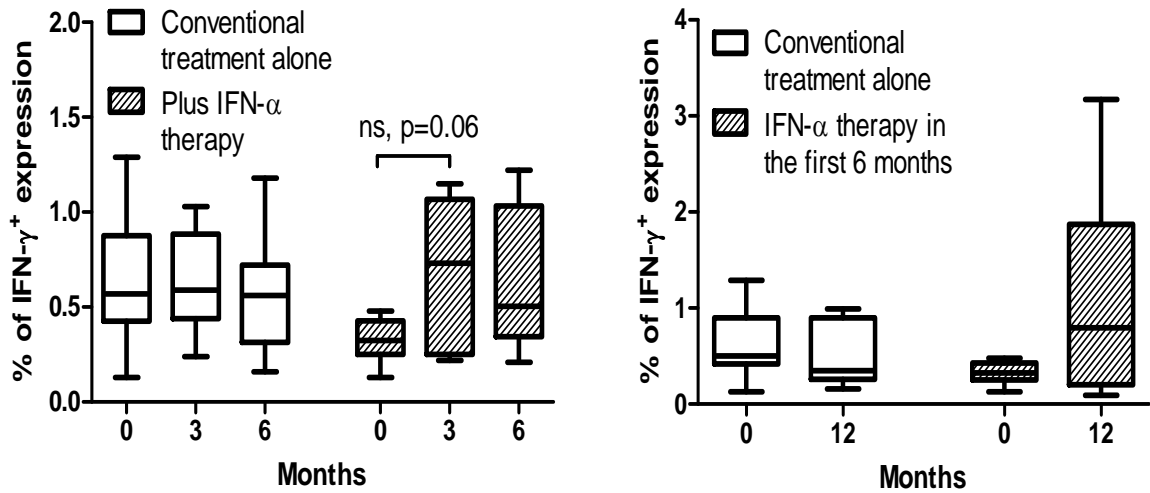 % of IFN-γ+ expression
2.0
1.5
1.0
0.5
0.0
Conventional
treatment alone
Plus IFN-α
therapy
ns, p=0.06
0 3 6 0 3 6
Months
% of IFN-γ+ expression
4
3
2
1
0
Conventional
treatment alone
IFN-α therapy in
the first 6 months
0 12 0 12
Months